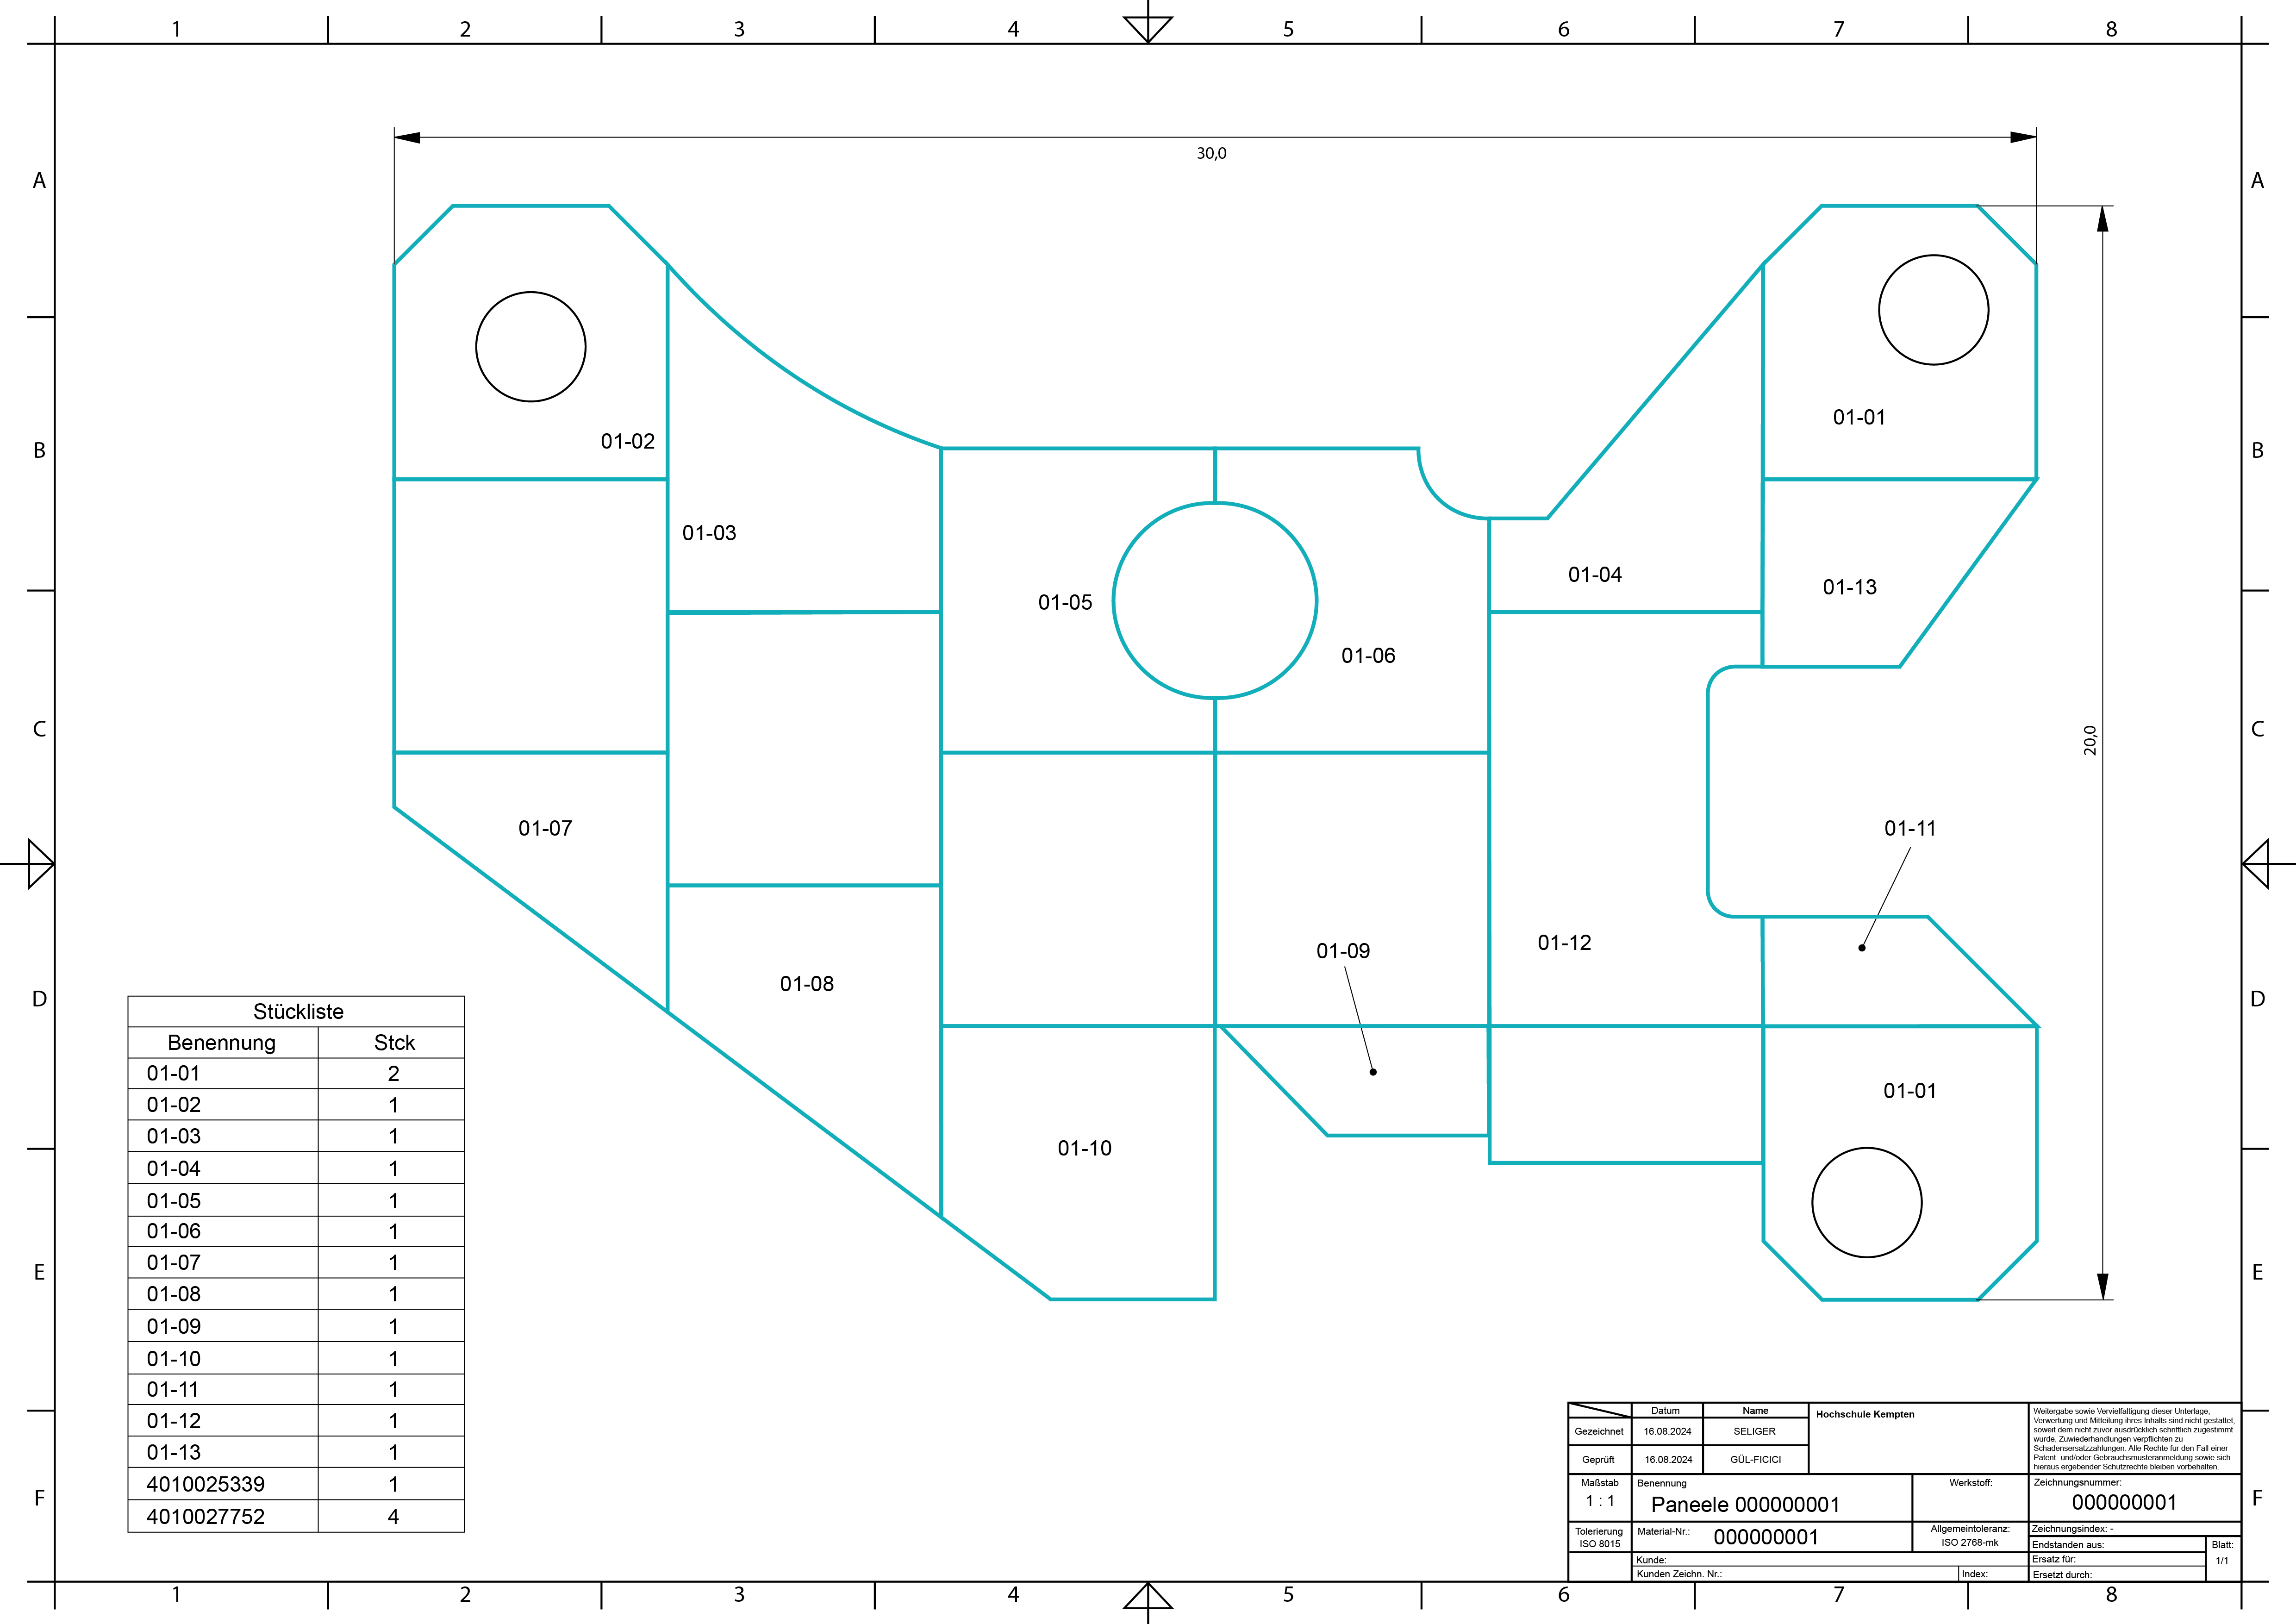 1 2 3 4 5 6 7 8
A A
30,0
01-01
B 01-02 B
01-03
01-04
01-13
01-05
01-06
C 20,0 C
01-07 01-11
01-09 01-12
01-08
D D
01-01
01-10
E E
Stückliste
Benennung Stck
01-01 2
01-02 1
01-03 1
01-04 1
01-05 1
01-06 1
01-07 1
01-08 1
01-09 1
01-10 1
01-11 1
01-12 1
01-13 1
4010025339 1
4010027752 4
F F
Datum Name
Gezeichnet 16.08.2024 SELIGER
Geprüft 16.08.2024 GÜL-FICICI
Hochschule Kempten
Weitergabe sowie Vervielfältigung dieser Unterlage,
Verwertung und Mitteilung ihres Inhalts sind nicht gestattet,
soweit dem nicht zuvor ausdrücklich schriftlich zugestimmt
wurde. Zuwiederhandlungen verpflichten zu
Schadensersatzzahlungen. Alle Rechte für den Fall einer
Patent- und/oder Gebrauchsmusteranmeldung sowie sich
hieraus ergebender Schutzrechte bleiben vorbehalten.
Maßstab
1 : 1
Benennung
Paneele 000000001
Werkstoff:
Zeichnungsnummer:
000000001
Tolerierung
ISO 8015
Material-Nr.: 000000001
Allgemeintoleranz:
ISO 2768-mk
Zeichnungsindex: -
Endstanden aus:
Blatt:
1/1
Kunde:
Ersatz für:
Kunden Zeichn. Nr.:
Index:
Ersetzt durch:
1 2 3 4 5 6 7 8